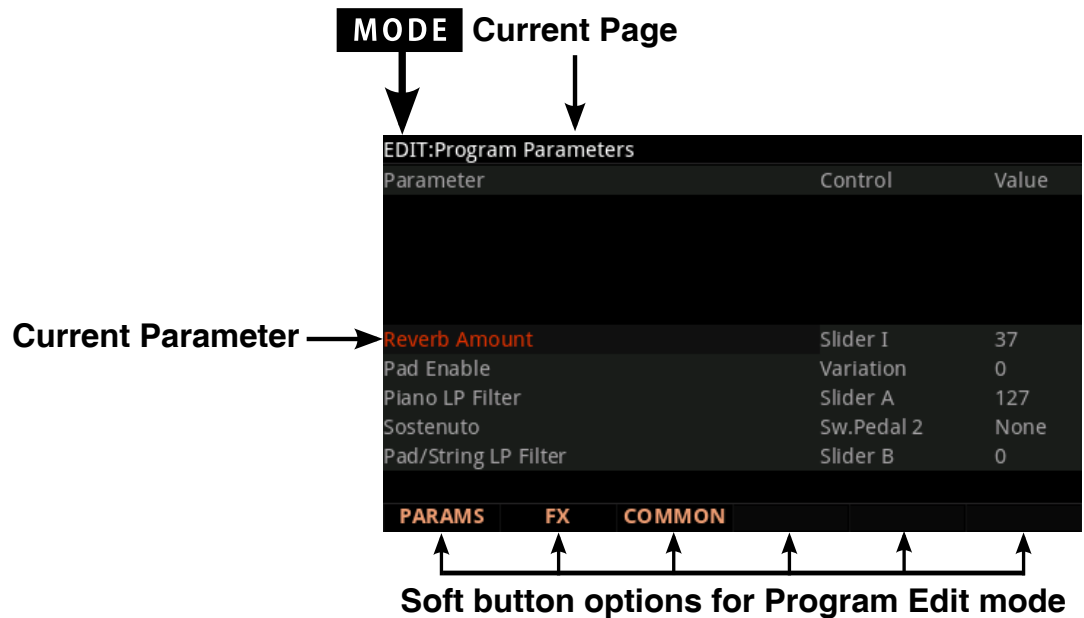 MODE Current Page
EDIT:Program Parameters
Parameter Control Value
Current Parameter
Reverb Amount Slider I 37
Pad Enable Variation 0
Piano LP Filter Slider A 127
Sostenuto Sw.Pedal 2 None
Pad/String LP Filter Slider B 0
PARAMS FX COMMON
Soft button options for Program Edit mode